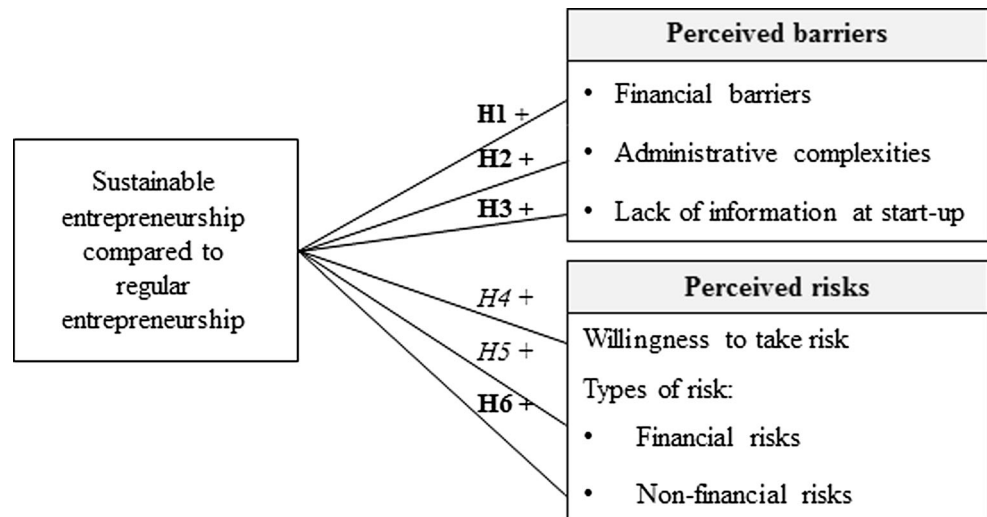 Sustainable
entrepreneurship
compared to
regular
entrepreneurship
H1 +
H2 +
H3 +
H4 +
H5 +
H6 +
Perceived barriers
• Financial barriers
• Administrative complexities
• Lack of information at start-up
Perceived risks
Willingness to take risk
Types of risk:
• Financial risks
• Non-financial risks